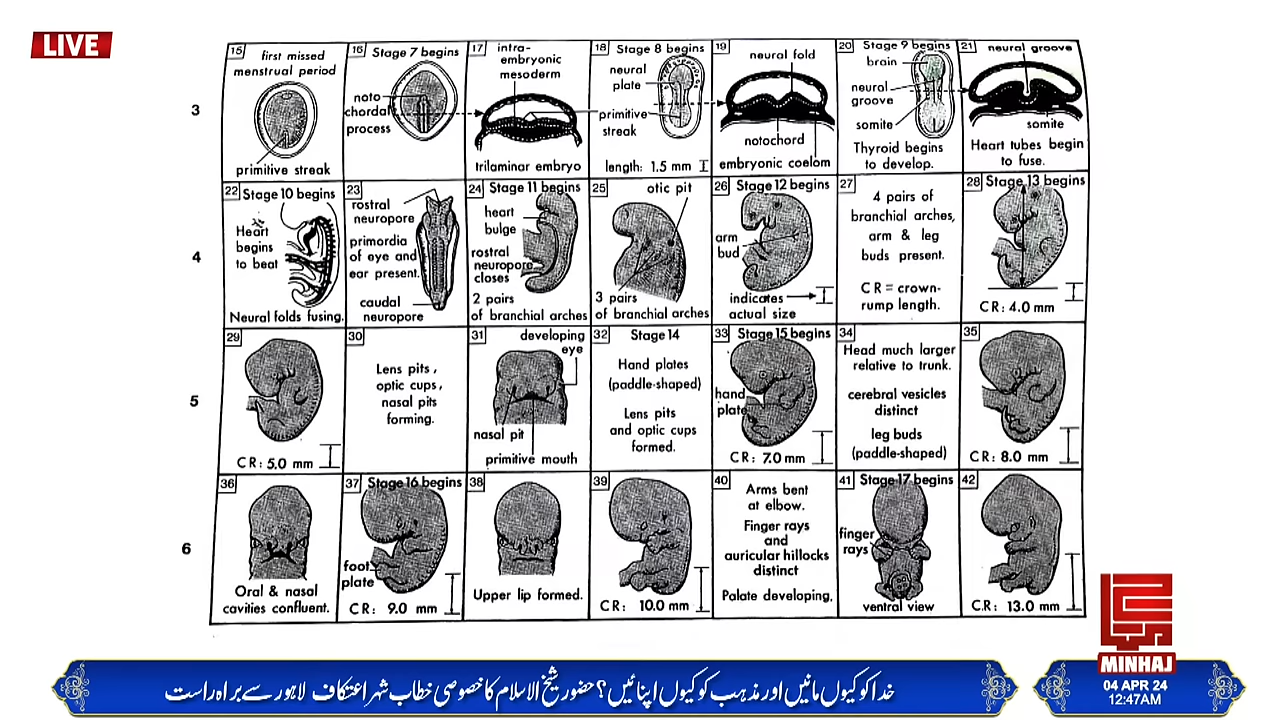 LIVE
3
15
first missed
menstrual period
primitive streak
16
Stage 7 begins
noto
chordal
process
17
intra-
embryonic
mesoderm
trilaminar embryo
18
Stage 8 begins
neural
plate
primitive
streak
length: 1.5 mm
19
neural fold
notochord
embryonic coelom
20
Stage 9 begins
brain
neural
groove
somite
Thyroid begins
to develop.
21
neural groove
somite
Heart tubes begin
to fuse.
4
22
Stage 10 begins
Heart
begins
to beat
Neural folds fusing.
23
rostral
neuropore
primordia
of eye and
ear present.
caudal
neuropore
24
Stage 11 begins
heart
bulge
rostral
neuropore
closes
2 pairs
of branchial arches
25
otic pit
3 pairs
of branchial arches
26
Stage 12 begins
arm
bud
indicates
actual size
27
4 pairs of
branchial arches,
arm & leg
buds present.
CR = crown-
rump length.
28
Stage 13 begins
CR: 4.0 mm
5
29
CR: 5.0 mm
30
Lens pits,
optic cups,
nasal pits
forming.
31
developing
eye
nasal pit
primitive mouth
32
Stage 14
Hand plates
(paddle-shaped)
Lens pits
and optic cups
formed.
33
Stage 15 begins
hand
plate
CR: 7.0 mm
34
Head much larger
relative to trunk.
cerebral vesicles
distinct
leg buds
(paddle-shaped)
35
CR: 8.0 mm
6
36
Oral & nasal
cavities confluent.
37
Stage 16 begins
foot
plate
CR: 9.0 mm
38
Upper lip formed.
39
CR: 10.0 mm
40
Arms bent
at elbow.
Finger rays
and
auricular hillocks
distinct
Palate developing.
41
Stage 17 begins
finger
rays
ventral view
42
C.R: 13.0 mm
MINHAJ
خدا کو کیوں مانیں اور مذہب کو کیوں اپنائیں؟ حضور شیخ الاسلام کا خصوصی خطاب شہر اعتکاف لاہور سے براہ راست
04 APR 24
12:47AM